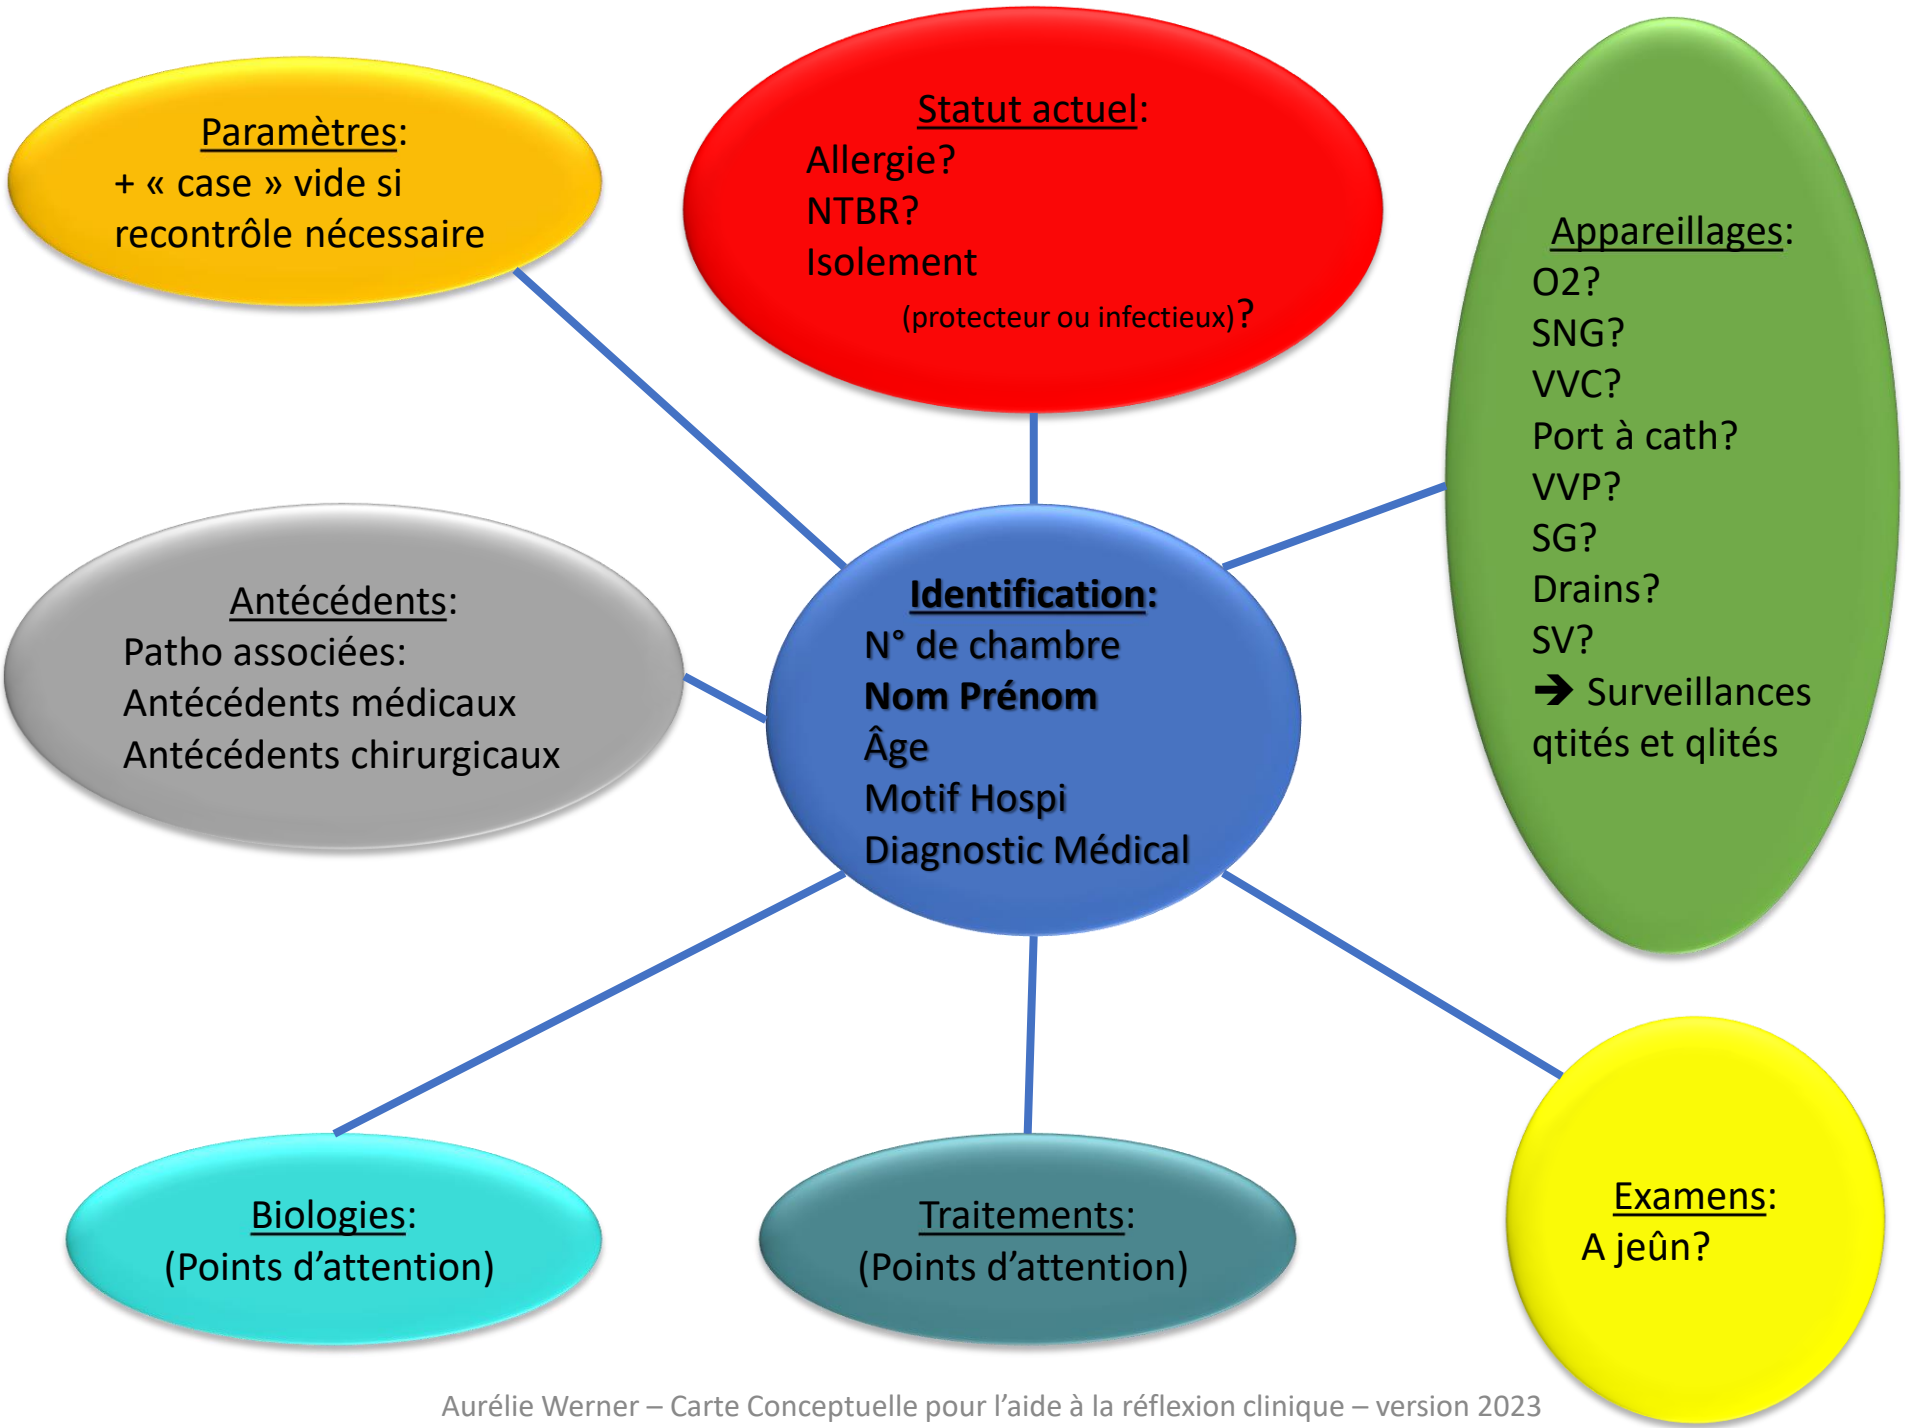 Paramètres:
+ « case » vide si
recontrôle nécessaire
Statut actuel:
Allergie?
NTBR?
Isolement
(protecteur ou infectieux)?
Appareillages:
O2?
SNG?
VVC?
Port à cath?
VVP?
SG?
Drains?
SV?
➔ Surveillances
qtités et qlités
Antécédents:
Patho associées:
Antécédents médicaux
Antécédents chirurgicaux
Identification:
N° de chambre
Nom Prénom
Âge
Motif Hospi
Diagnostic Médical
Biologies:
(Points d’attention)
Traitements:
(Points d’attention)
Examens:
A jeûn?
Aurélie Werner – Carte Conceptuelle pour l’aide à la réflexion clinique – version 2023